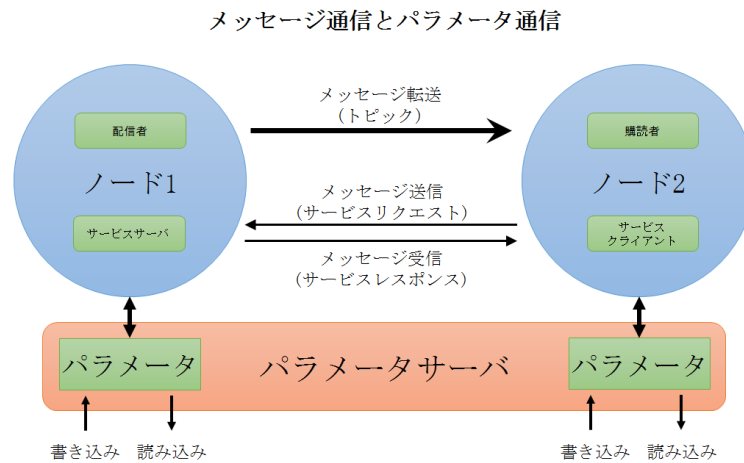 メッセージ通信とパラメータ通信
配信者
ノード1
サービスサーバ
メッセージ転送
(トピック)
メッセージ送信
(サービスリクエスト)
メッセージ受信
(サービスレスポンス)
購読者
ノード2
サービス
クライアント
パラメータ
パラメータサーバ
パラメータ
書き込み
読み込み
書き込み
読み込み